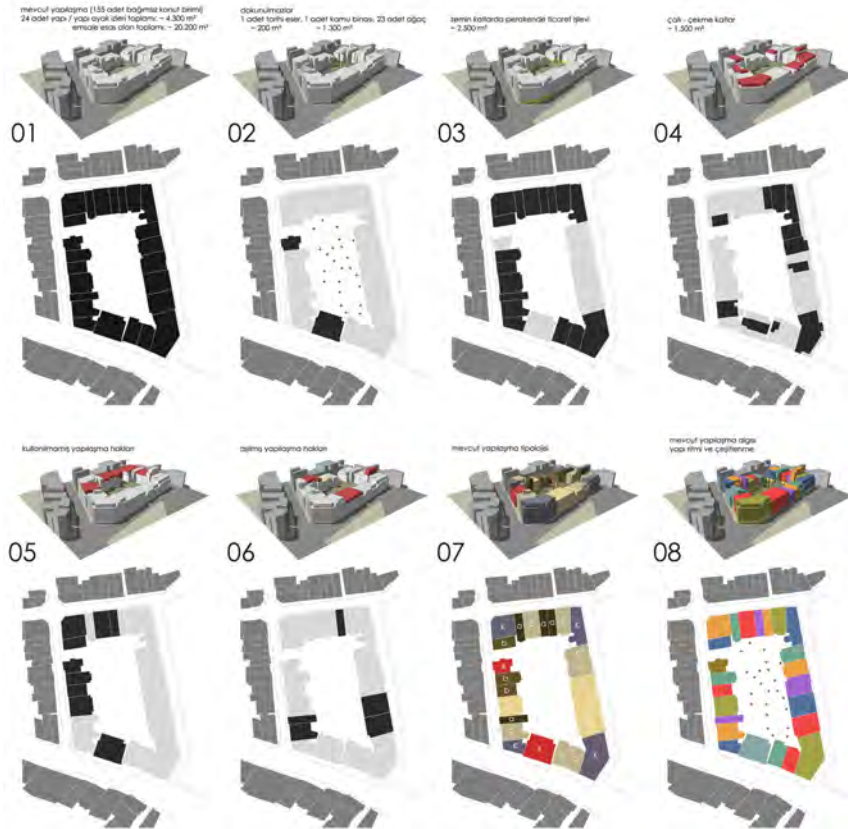 mevcut yapılaşma (155 adet bağımsız konut birimi)
24 adet yapı / yapı ayak izleri toplamı: ~ 4.300 m²
emsale esas alan toplamı: ~ 20.200 m²
dokunulmazlar
1 adet tarihi eser, 1 adet kamu binası, 23 adet ağaç
~ 200 m² ~ 1.300 m²
zemin katlarda perakende ticaret işlevi
~ 2.500 m²
çatı - çekme katlar
~ 1.500 m²
01
02
03
04
kullanılmamış yapılaşma hakları
aşılmış yapılaşma hakları
mevcut yapılaşma tipolojisi
mevcut yapılaşma algısı
yapı ritmi ve çeşitlenme
05
06
07
08